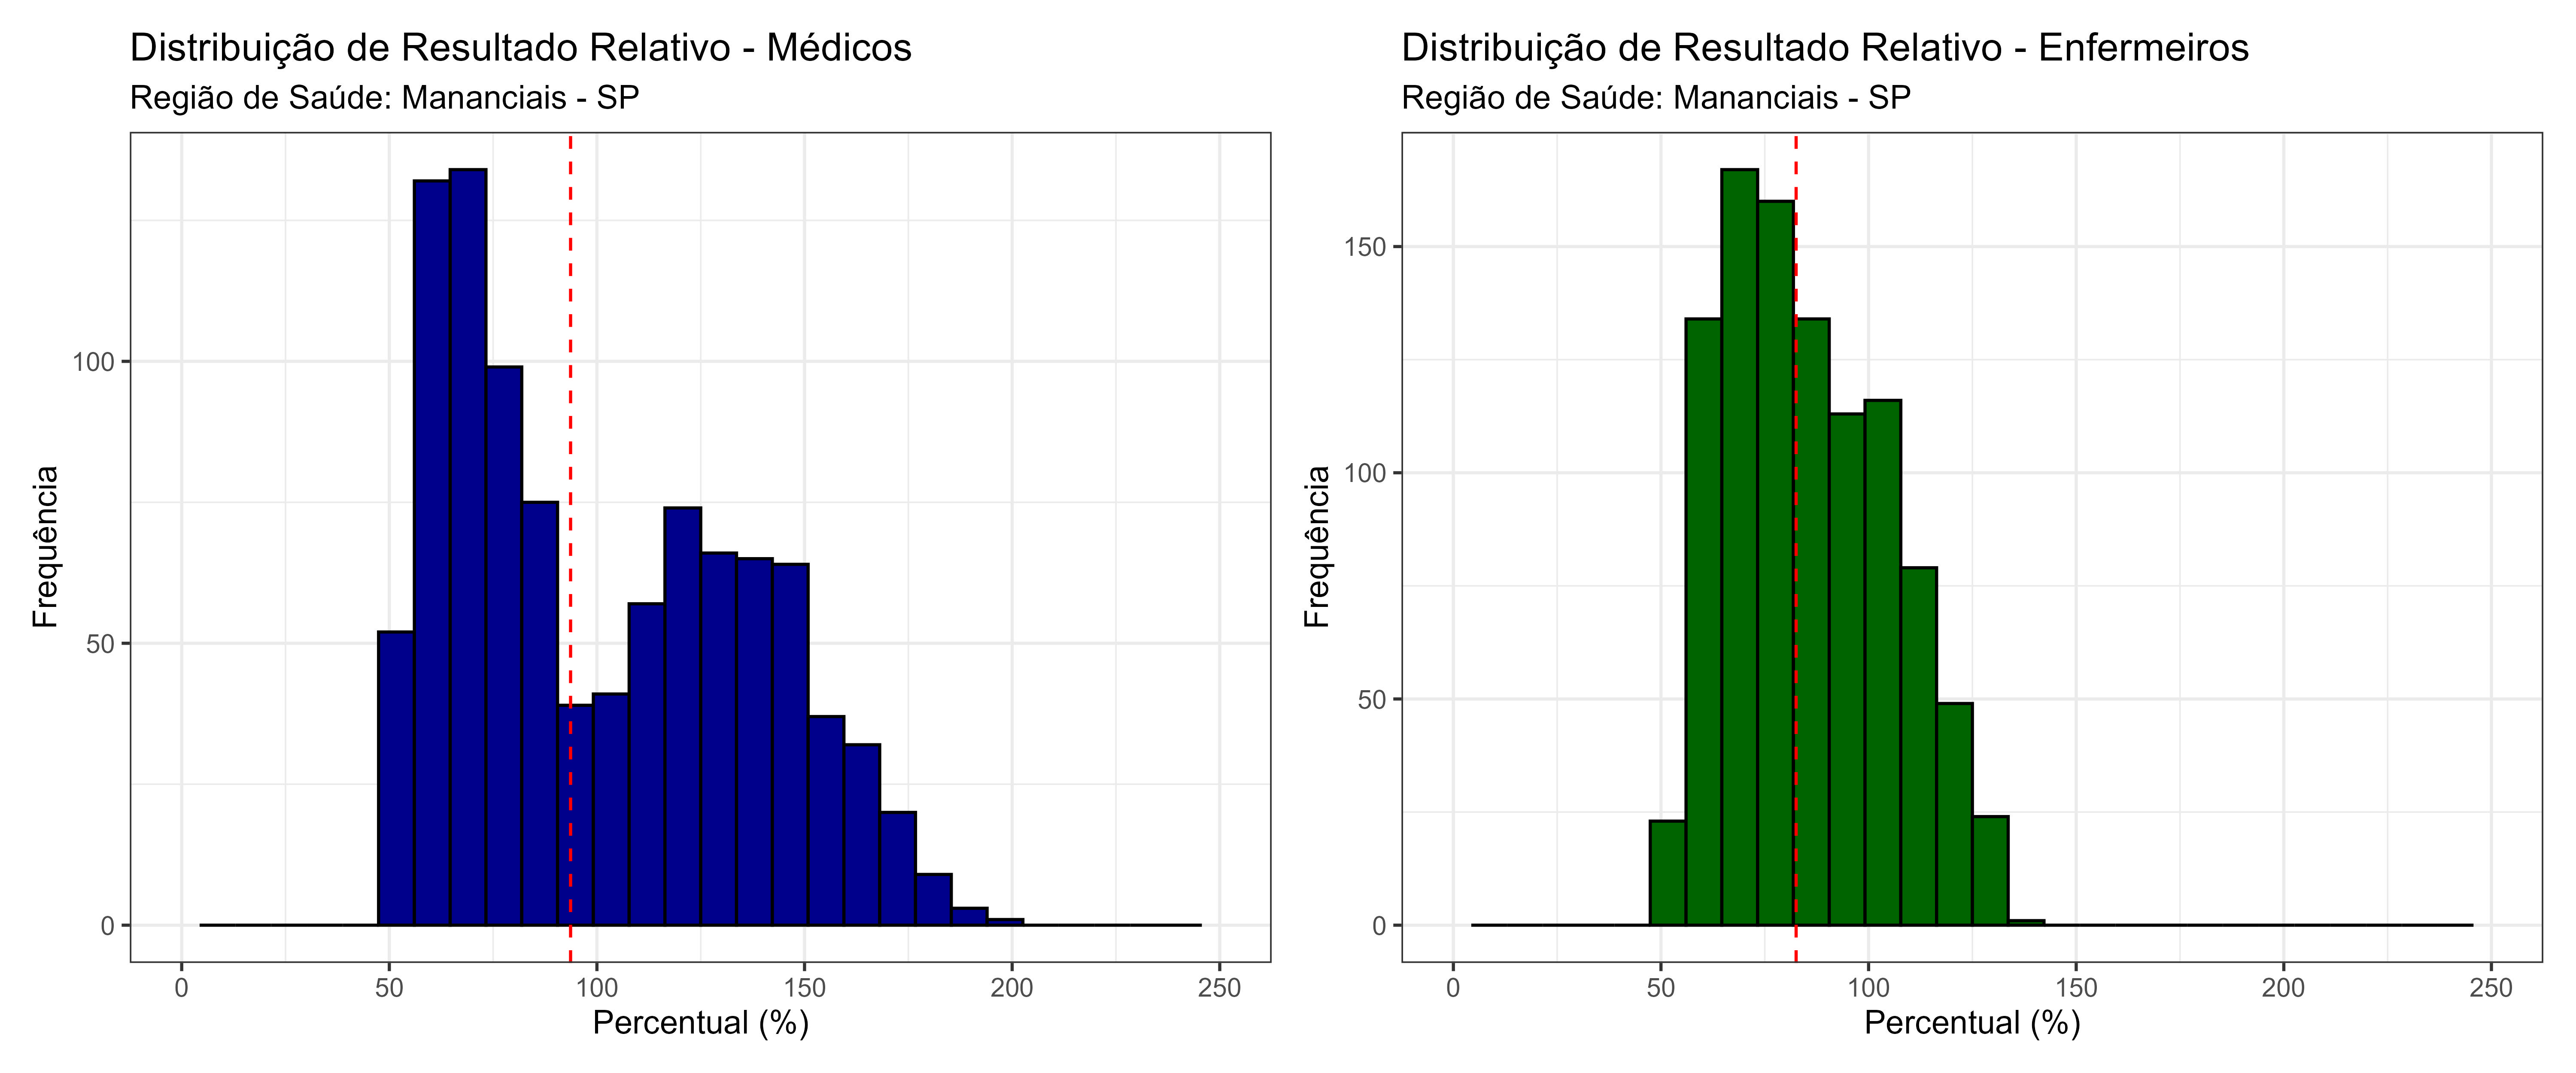 Distribuição de Resultado Relativo - Médicos
Região de Saúde: Mananciais - SP
Frequência
100
50
0
0 50 100 150 200 250
Percentual (%)
Distribuição de Resultado Relativo - Enfermeiros
Região de Saúde: Mananciais - SP
Frequência
150
100
50
0
0 50 100 150 200 250
Percentual (%)